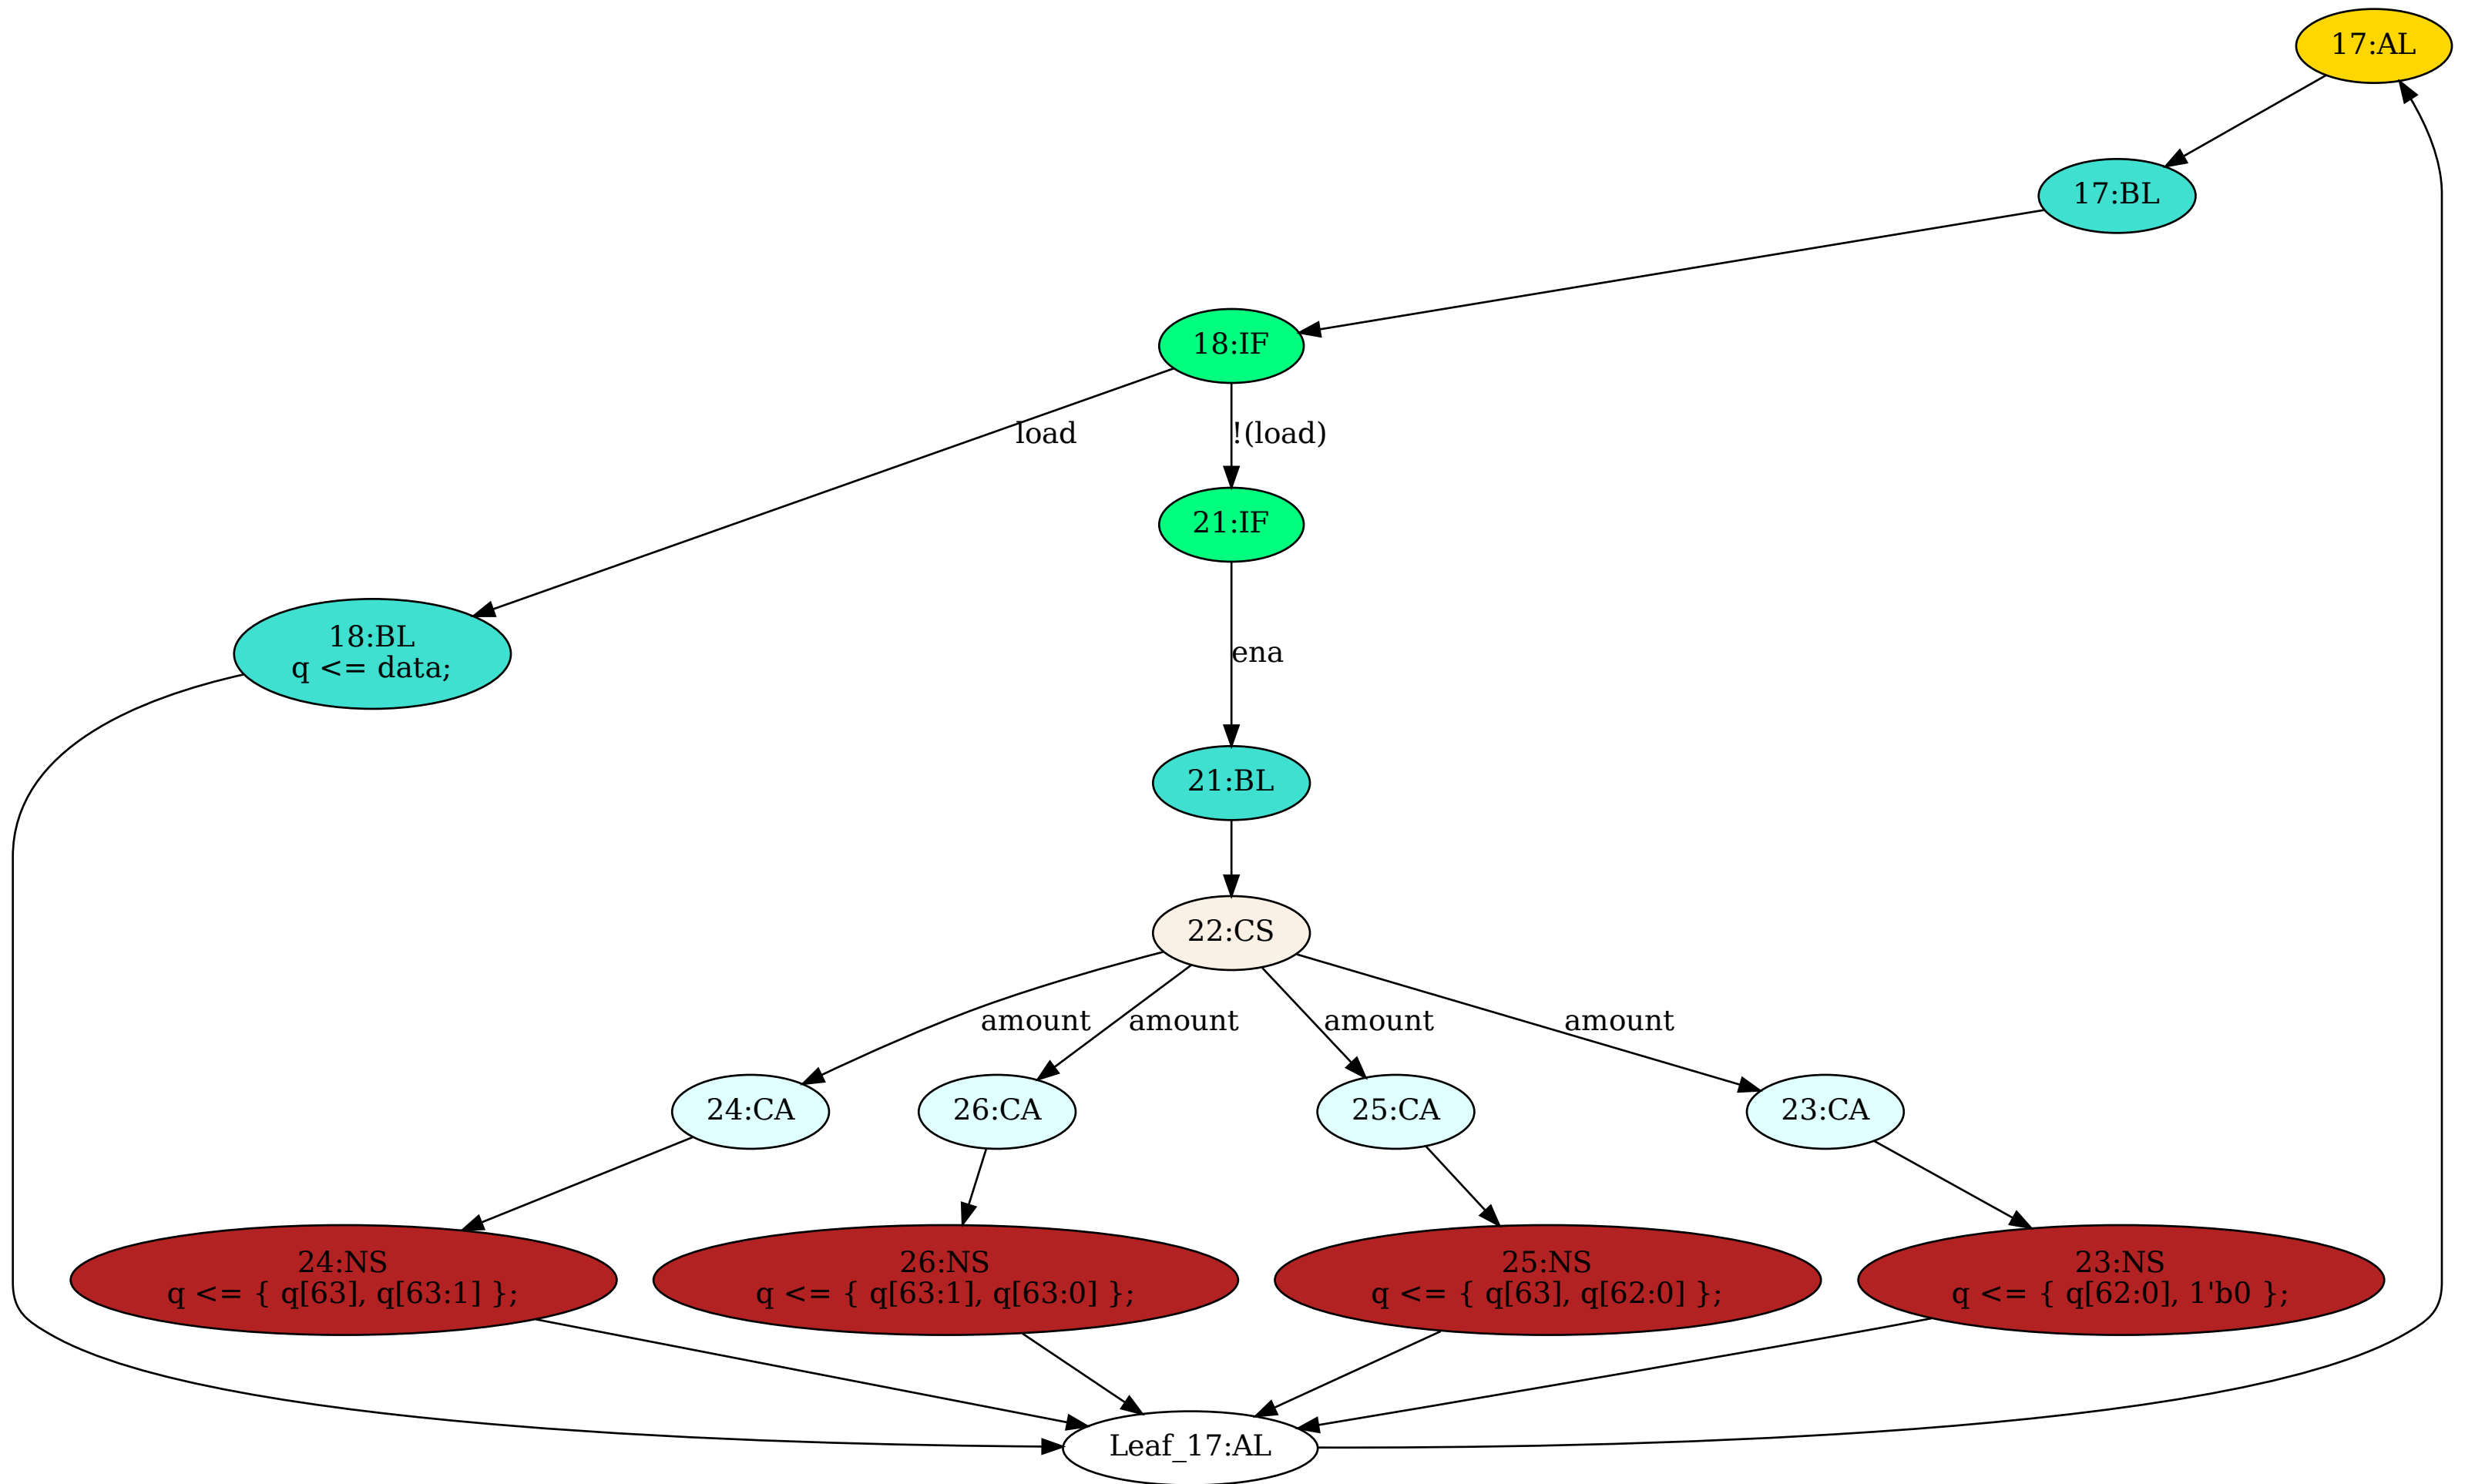 17:AL
17:BL
18:IF
load
!(load)
21:IF
18:BL
q <= data;
ena
21:BL
22:CS
amount
amount
amount
amount
24:CA
26:CA
25:CA
23:CA
24:NS
q <= { q[63], q[63:1] };
26:NS
q <= { q[63:1], q[63:0] };
25:NS
q <= { q[63], q[62:0] };
23:NS
q <= { q[62:0], 1'b0 };
Leaf_17:AL